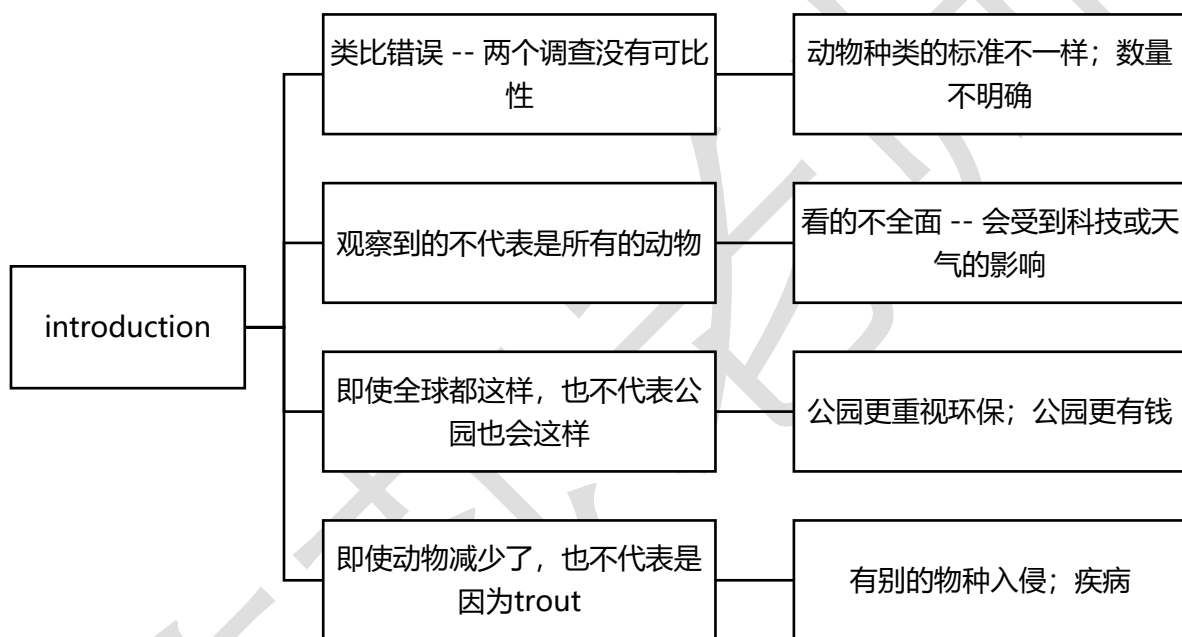 类比错误 -- 两个调查没有可比
性
动物种类的标准不一样；数量
不明确
观察到的不代表是所有的动物
看的不全面 -- 会受到科技或天
气的影响
introduction
即使全球都这样，也不代表公
园也会这样
公园更重视环保；公园更有钱
即使动物减少了，也不代表是
因为trout
有别的物种入侵；疾病